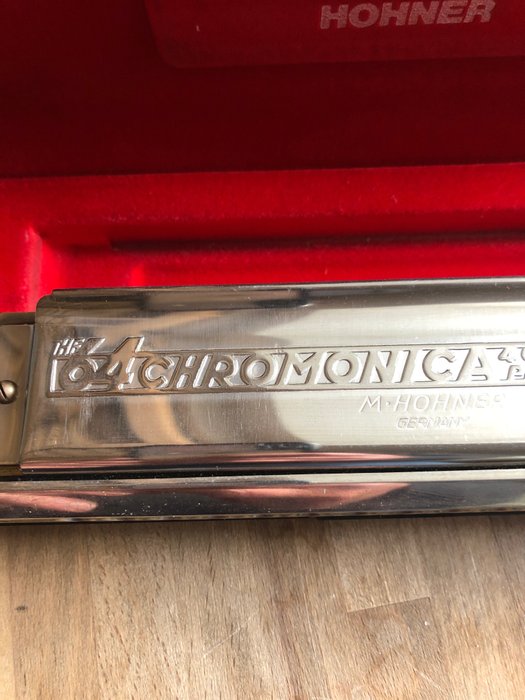 HOHNER
THE 64 CHROMONICA
M. HOHNER
GERMANY